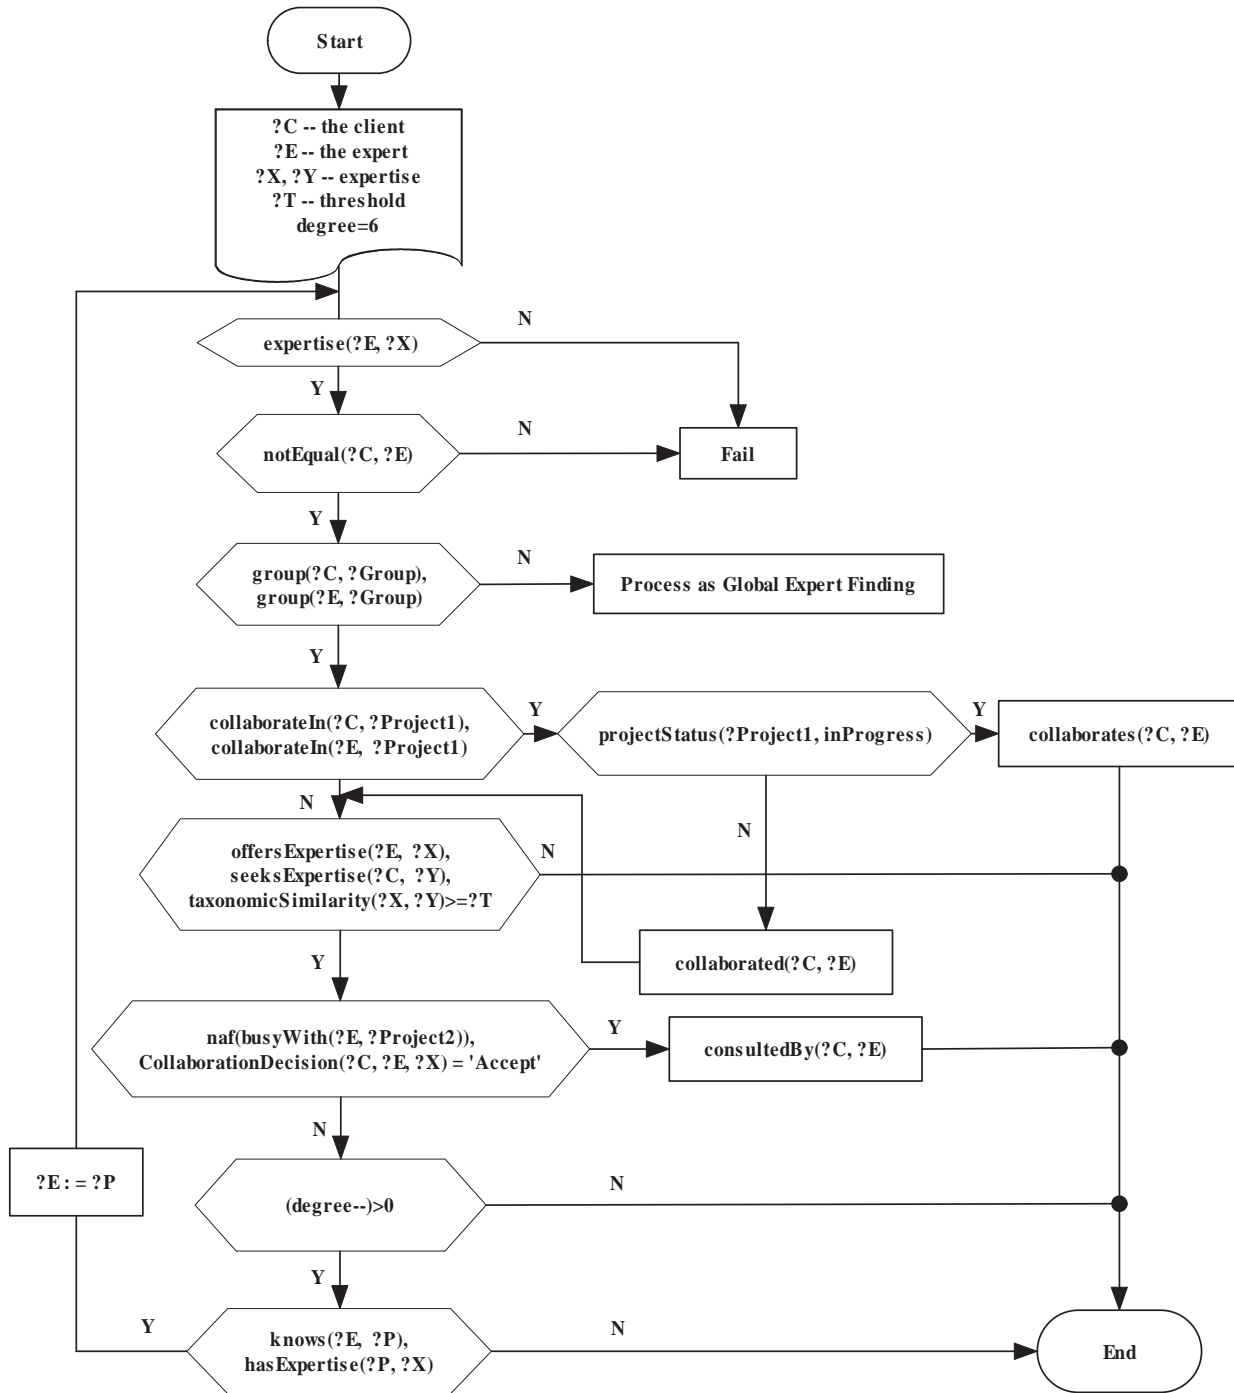 Start
?C -- the client
?E -- the expert
?X, ?Y -- expertise
?T -- threshold
degree=6
expertise(?E, ?X)
N
Y
notEqual(?C, ?E)
N
Fail
Y
group(?C, ?Group),
group(?E, ?Group)
N
Process as Global Expert Finding
Y
collaborateIn(?C, ?Project1),
collaborateIn(?E, ?Project1)
Y
projectStatus(?Project1, inProgress)
Y
collaborates(?C, ?E)
N
N
offersExpertise(?E, ?X),
seeksExpertise(?C, ?Y),
taxonomicSimilarity(?X, ?Y)>=?T
N
collaborated(?C, ?E)
Y
naf(busyWith(?E, ?Project2)),
CollaborationDecision(?C, ?E, ?X) = 'Accept'
Y
consultedBy(?C, ?E)
N
?E := ?P
(degree--)>0
N
Y
knows(?E, ?P),
hasExpertise(?P, ?X)
Y
N
End